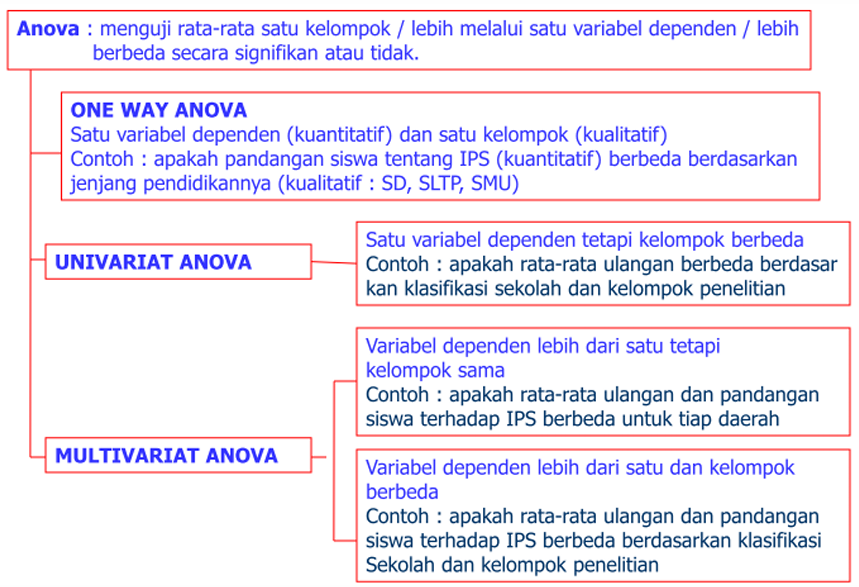 Anova : menguji rata-rata satu kelompok / lebih melalui satu variabel dependen / lebih
berbeda secara signifikan atau tidak.
ONE WAY ANOVA
Satu variabel dependen (kuantitatif) dan satu kelompok (kualitatif)
Contoh : apakah pandangan siswa tentang IPS (kuantitatif) berbeda berdasarkan
jenjang pendidikannya (kualitatif : SD, SLTP, SMU)
UNIVARIAT ANOVA
Satu variabel dependen tetapi kelompok berbeda
Contoh : apakah rata-rata ulangan berbeda berdasar
kan klasifikasi sekolah dan kelompok penelitian
MULTIVARIAT ANOVA
Variabel dependen lebih dari satu tetapi
kelompok sama
Contoh : apakah rata-rata ulangan dan pandangan
siswa terhadap IPS berbeda untuk tiap daerah
Variabel dependen lebih dari satu dan kelompok
berbeda
Contoh : apakah rata-rata ulangan dan pandangan
siswa terhadap IPS berbeda berdasarkan klasifikasi
Sekolah dan kelompok penelitian